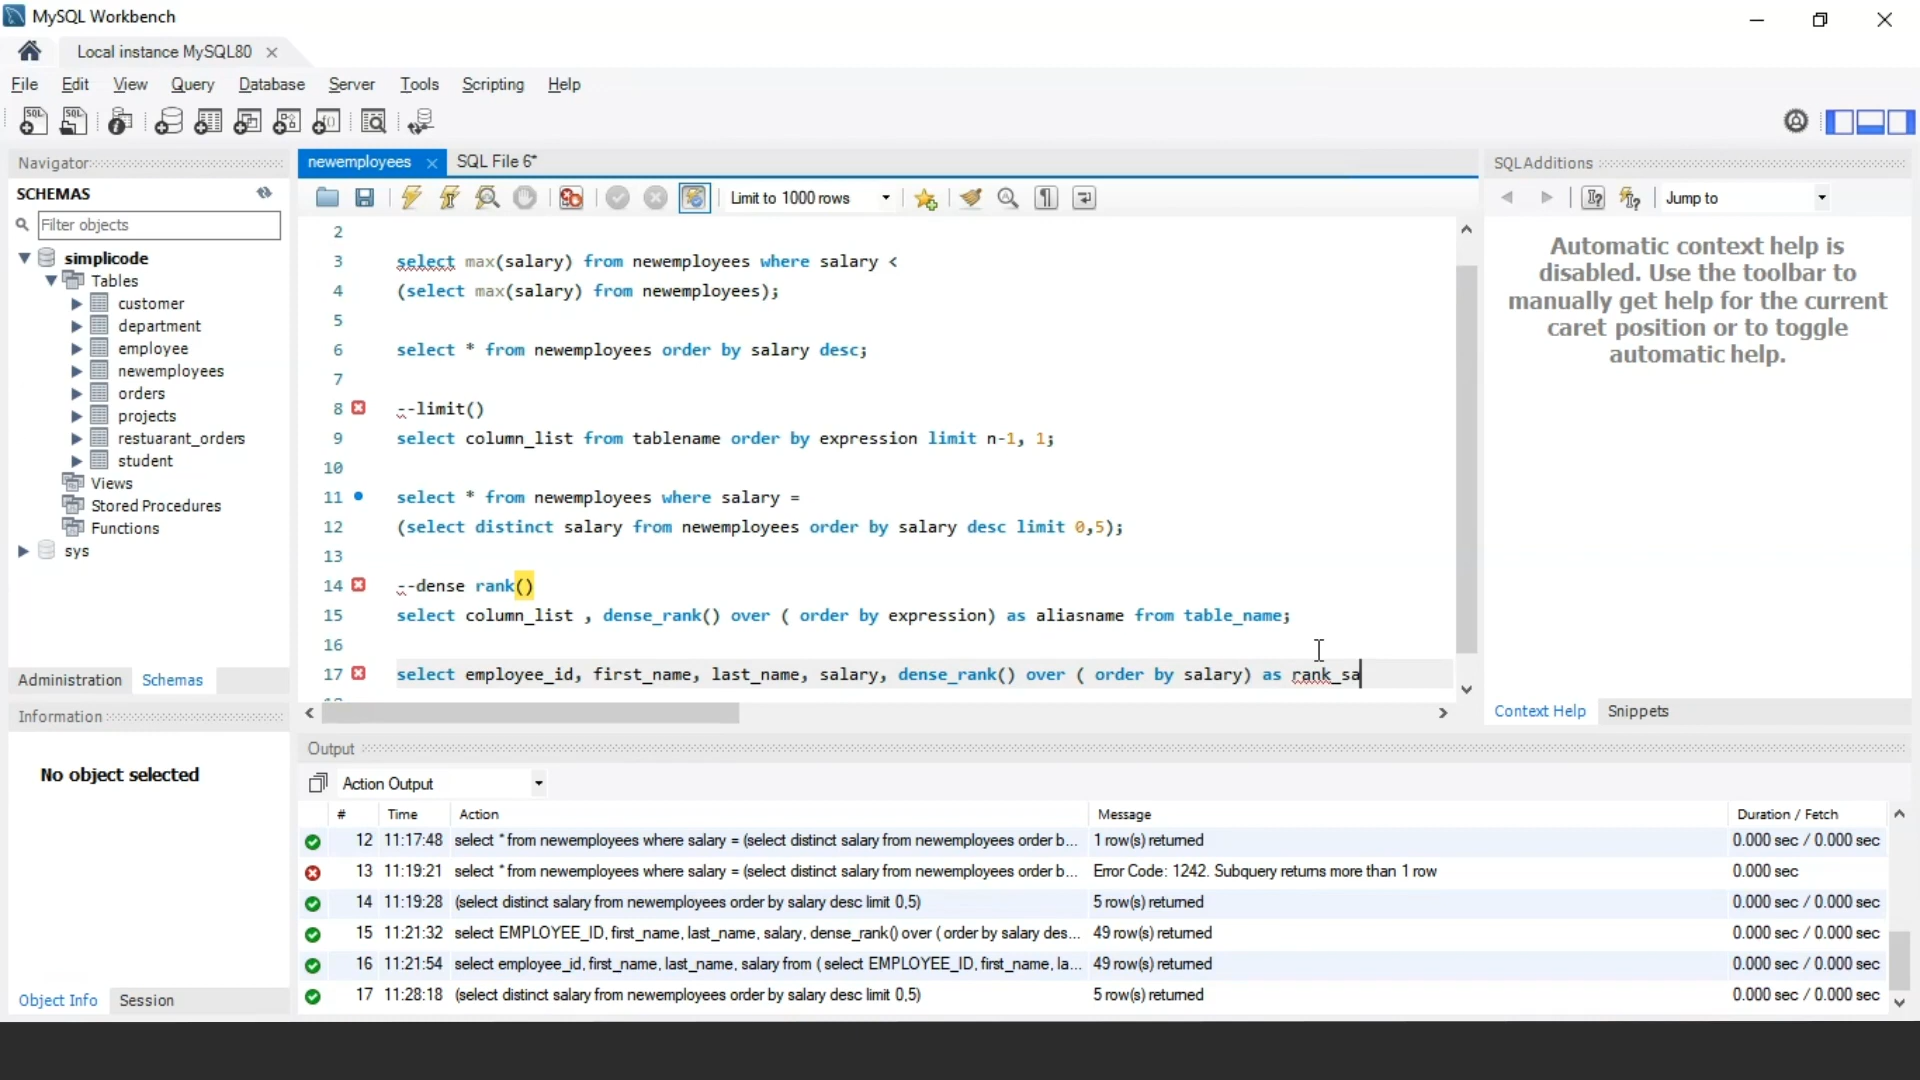 MySQL Workbench
Local instance MySQL80
File Edit View Query Database Server Tools Scripting Help
Navigator
SCHEMAS
Filter objects
simplicode
Tables
customer
department
employee
newemployees
orders
projects
restuarant_orders
student
Views
Stored Procedures
Functions
sys
Administration Schemas
Information
No object selected
Object Info Session
newemployees SQL File 6*
Limit to 1000 rows
2
3 select max(salary) from newemployees where salary <
4 (select max(salary) from newemployees);
5
6 select * from newemployees order by salary desc;
7
8 --limit()
9 select column_list from tablename order by expression limit n-1, 1;
10
11 select * from newemployees where salary =
12 (select distinct salary from newemployees order by salary desc limit 0,5);
13
14 --dense rank()
15 select column_list , dense_rank() over ( order by expression) as aliasname from table_name;
16
17 select employee_id, first_name, last_name, salary, dense_rank() over ( order by salary) as rank_sa
SQLAdditions
Jump to
Automatic context help is
disabled. Use the toolbar to
manually get help for the current
caret position or to toggle
automatic help.
Context Help Snippets
Output
Action Output
# Time Action Message Duration / Fetch
12 11:17:48 select * from newemployees where salary = (select distinct salary from newemployees order b... 1 row(s) returned 0.000 sec / 0.000 sec
13 11:19:21 select * from newemployees where salary = (select distinct salary from newemployees order b... Error Code: 1242. Subquery returns more than 1 row 0.000 sec
14 11:19:28 (select distinct salary from newemployees order by salary desc limit 0,5) 5 row(s) returned 0.000 sec / 0.000 sec
15 11:21:32 select EMPLOYEE_ID, first_name, last_name, salary, dense_rank() over ( order by salary des... 49 row(s) returned 0.000 sec / 0.000 sec
16 11:21:54 select employee_id, first_name, last_name, salary from ( select EMPLOYEE_ID, first_name, la... 49 row(s) returned 0.000 sec / 0.000 sec
17 11:28:18 (select distinct salary from newemployees order by salary desc limit 0,5) 5 row(s) returned 0.000 sec / 0.000 sec